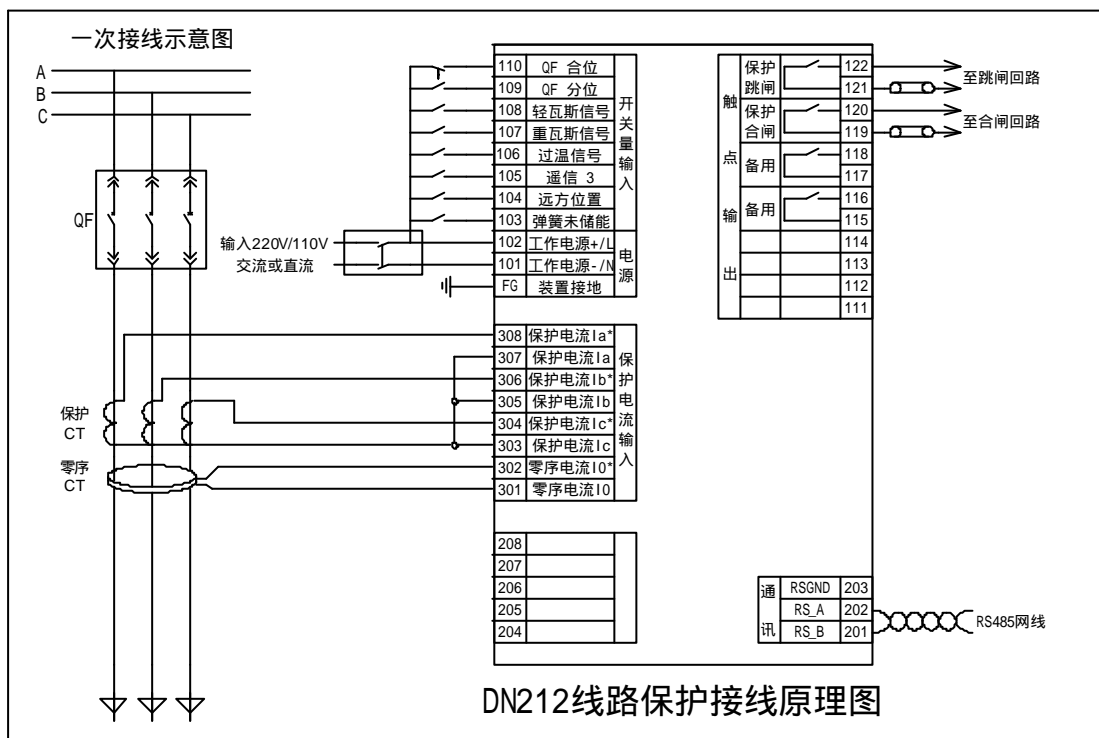 一次接线示意图
A
B
C
QF
输入220V/110V
交流或直流
保护
CT
零序
CT
110 QF 合位
109 QF 分位
108 轻瓦斯信号
107 重瓦斯信号
106 过温信号
105 遥信 3
104 远方位置
103 弹簧未储能
开关量输入
102 工作电源+/L
101 工作电源-/N
FG 装置接地
电源
308 保护电流Ia*
307 保护电流Ia
306 保护电流Ib*
305 保护电流Ib
304 保护电流Ic*
303 保护电流Ic
302 零序电流I0*
301 零序电流I0
保护电流输入
208
207
206
205
204
触点输出
保护跳闸
122
121
至跳闸回路
保护合闸
120
119
至合闸回路
备用
118
117
备用
116
115
114
113
112
111
通讯
RSGND 203
RS_A 202
RS_B 201
RS485网线
DN212线路保护接线原理图